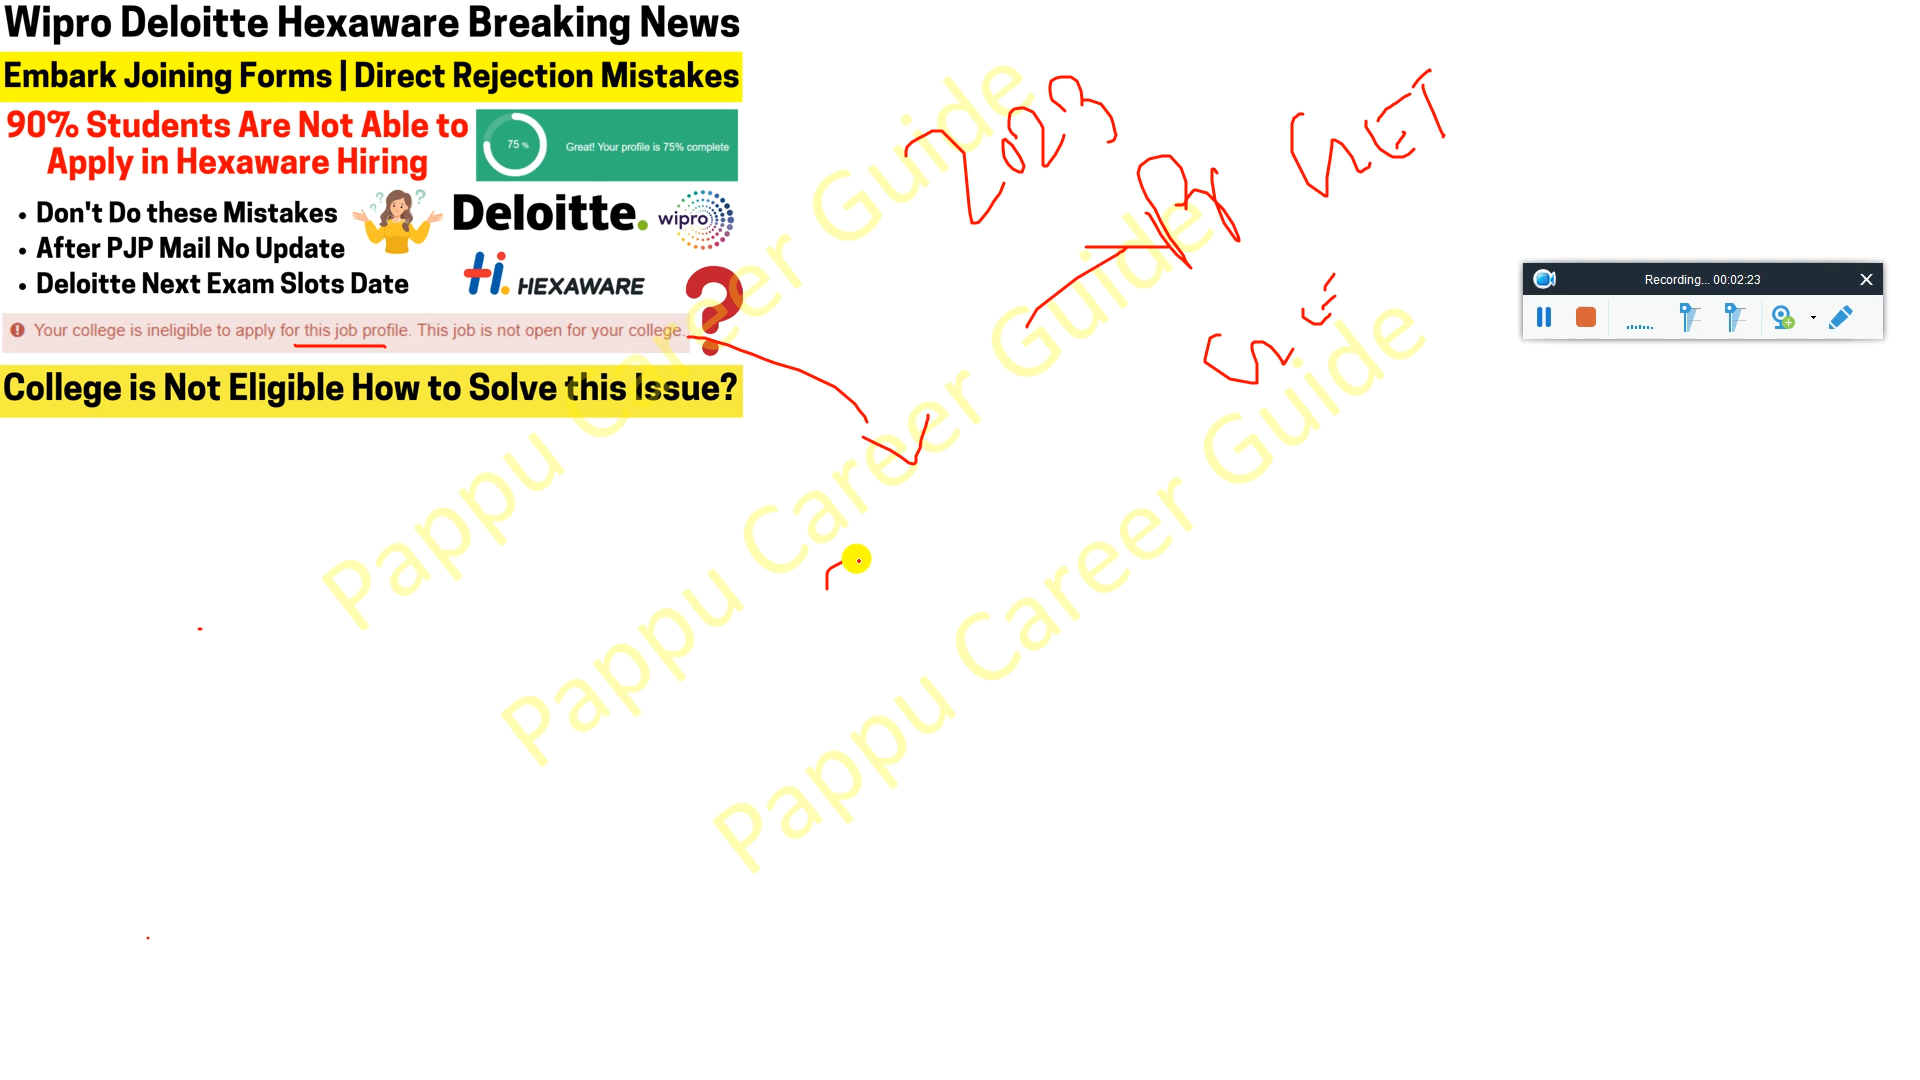 Wipro Deloitte Hexaware Breaking News
Embark Joining Forms | Direct Rejection Mistakes
90% Students Are Not Able to
Apply in Hexaware Hiring
75 %
Great! Your profile is 75% complete
• Don't Do these Mistakes
• After PJP Mail No Update
• Deloitte Next Exam Slots Date
Deloitte.
wipro
HEXAWARE
Your college is ineligible to apply for this job profile. This job is not open for your college.
College is Not Eligible How to Solve this Issue?
2023
GET
Recording... 00:02:23
Pappu Career Guide
Pappu Career Guide
Pappu Career Guide